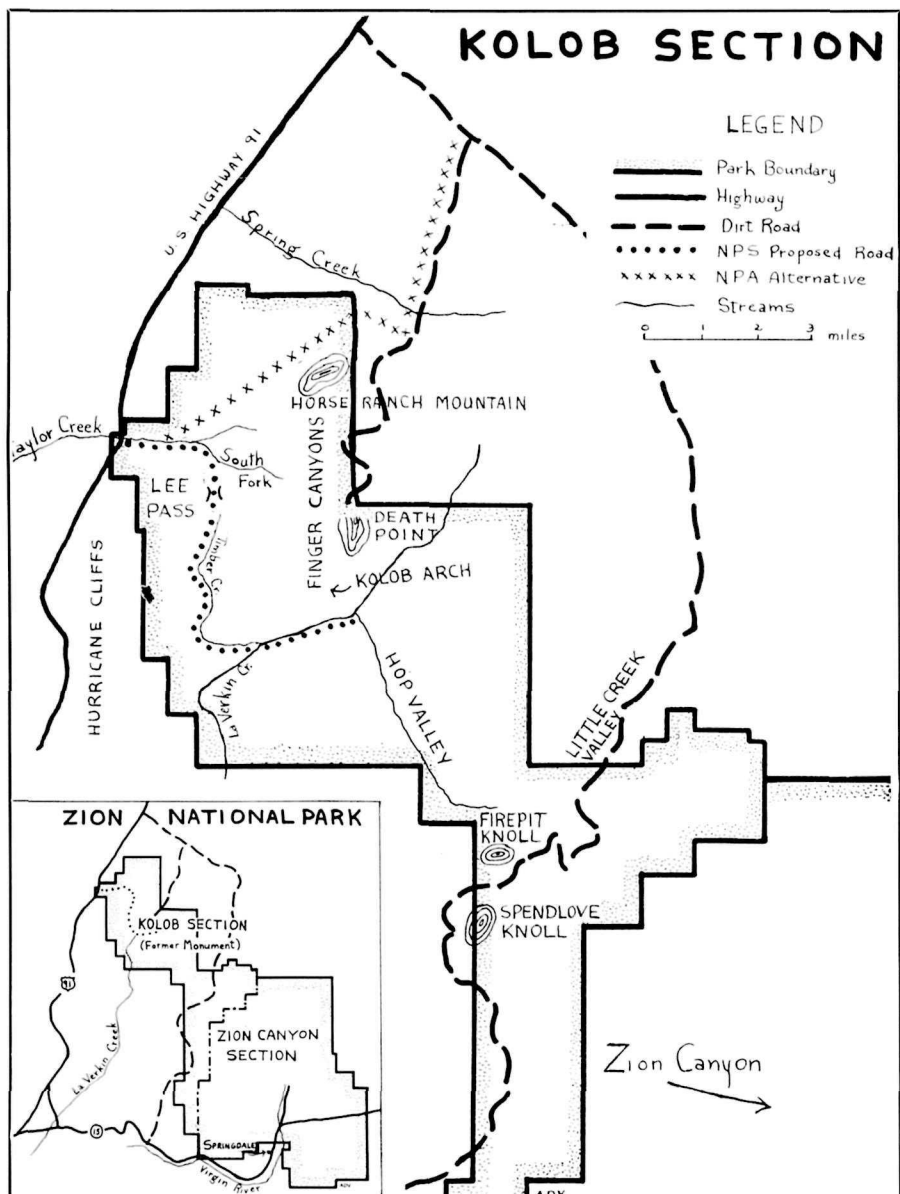 KOLOB SECTION
LEGEND
Park Boundary
Highway
Dirt Road
NPS Proposed Road
NPA Alternative
Streams
0 1 2 3 miles
U.S HIGHWAY 91
Spring Creek
HORSE RANCH MOUNTAIN
Taylor Creek
South
Fork
LEE
PASS
FINGER CANYONS
DEATH
POINT
Timber Cr.
KOLOB ARCH
HURRICANE CLIFFS
La Verkin Cr.
HOP VALLEY
LITTLE CREEK
VALLEY
FIREPIT
KNOLL
SPENDLOVE
KNOLL
Zion Canyon
ZION NATIONAL PARK
KOLOB SECTION
(Former Monument)
91
La Verkin Creek
ZION CANYON
SECTION
15
SPRINGDALE
Virgin River